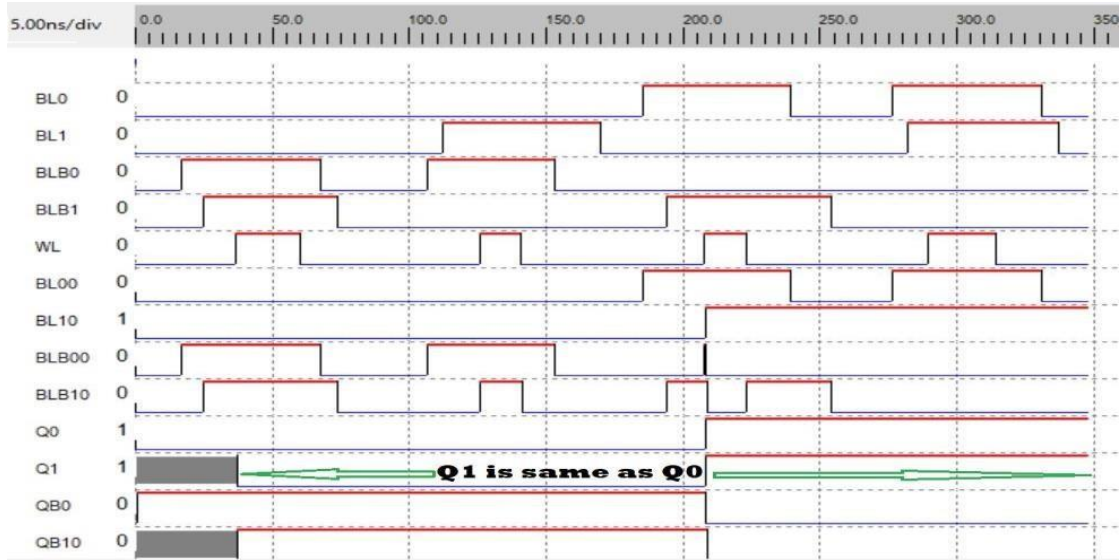 5.00ns/div 0.0 50.0 100.0 150.0 200.0 250.0 300.0 350
BL0 0
BL1 0
BLB0 0
BLB1 0
WL 0
BL00 0
BL10 1
BLB00 0
BLB10 0
Q0 1
Q1 1 Q1 is same as Q0
QB0 0
QB10 0